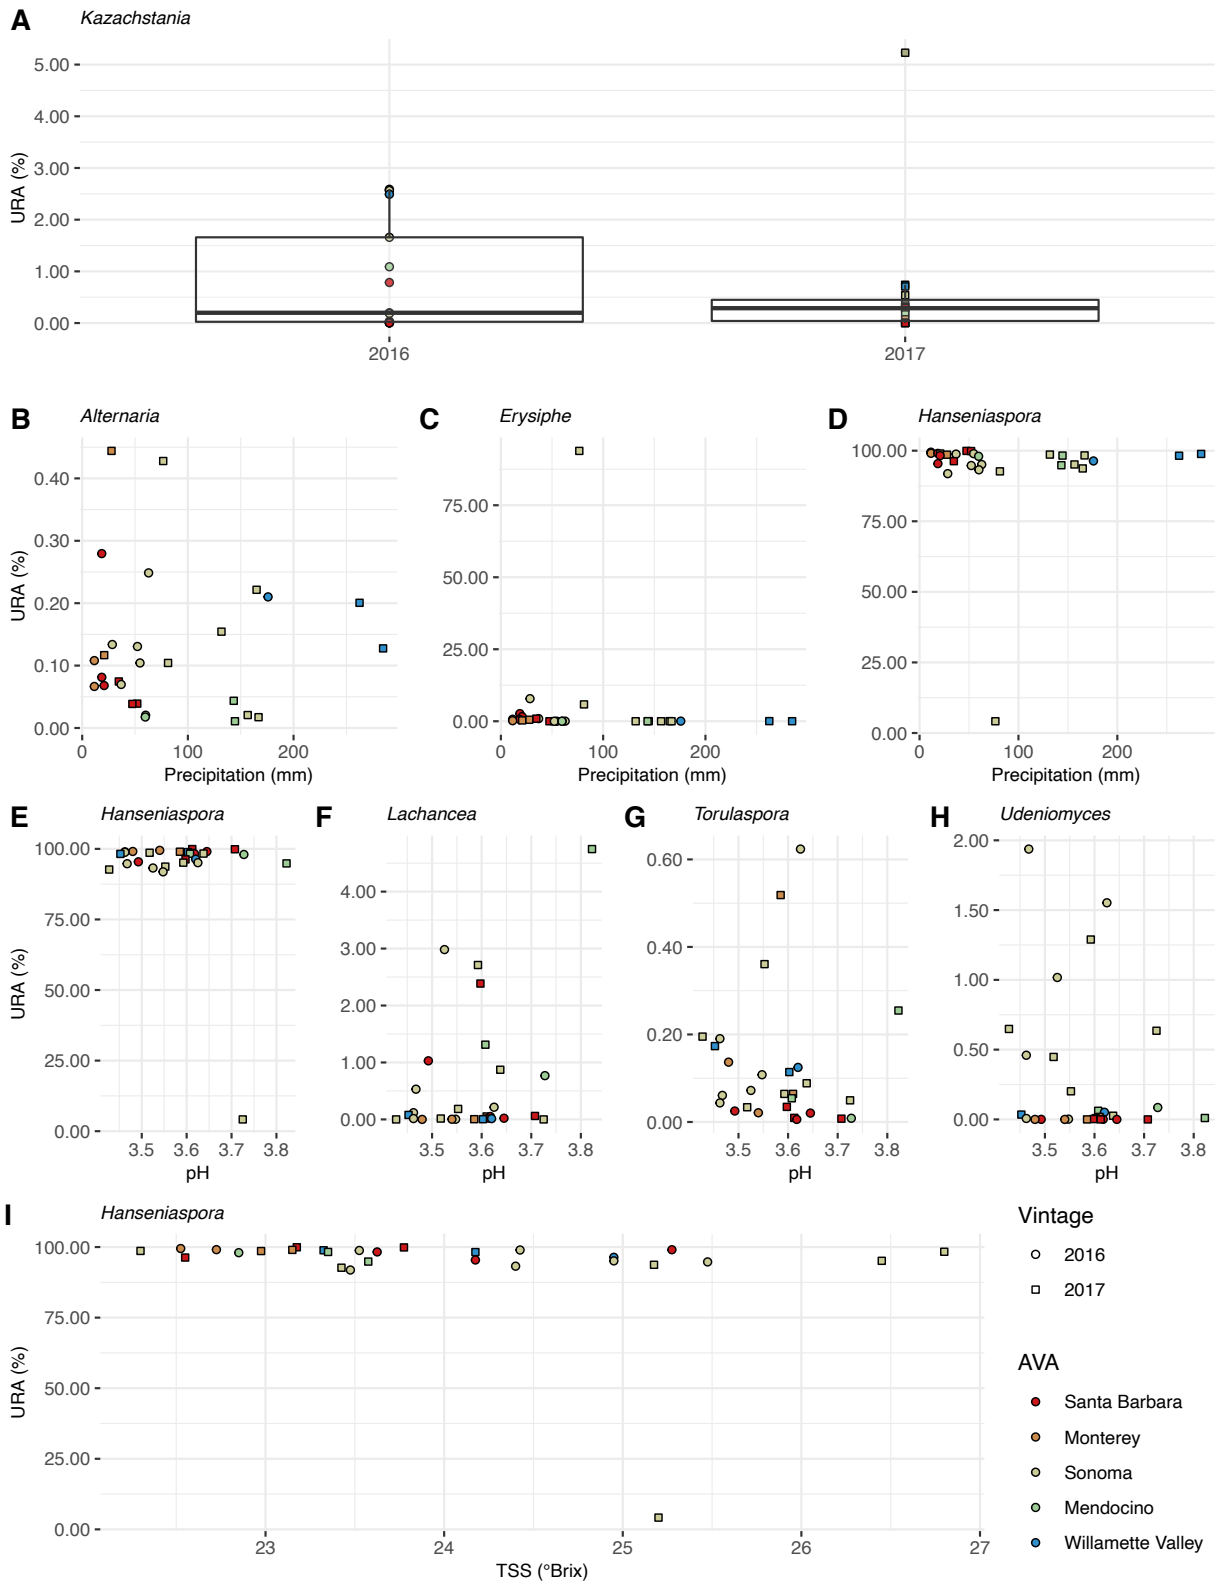 A Kazachstania
5.00
4.00
3.00
2.00
1.00
0.00
URA (%)
2016 2017
B Alternaria
0.40
0.30
0.20
0.10
0.00
URA (%)
0 100 200
Precipitation (mm)
C Erysiphe
75.00
50.00
25.00
0.00
0 100 200
Precipitation (mm)
D Hanseniaspora
100.00
75.00
50.00
25.00
0.00
0 100 200
Precipitation (mm)
E Hanseniaspora
100.00
75.00
50.00
25.00
0.00
URA (%)
3.5 3.6 3.7 3.8
pH
F Lachancea
4.00
3.00
2.00
1.00
0.00
3.5 3.6 3.7 3.8
pH
G Torulaspora
0.60
0.40
0.20
0.00
3.5 3.6 3.7 3.8
pH
H Udeniomyces
2.00
1.50
1.00
0.50
0.00
3.5 3.6 3.7 3.8
pH
I Hanseniaspora
100.00
75.00
50.00
25.00
0.00
URA (%)
23 24 25 26 27
TSS (°Brix)
Vintage
2016
2017
AVA
Santa Barbara
Monterey
Sonoma
Mendocino
Willamette Valley